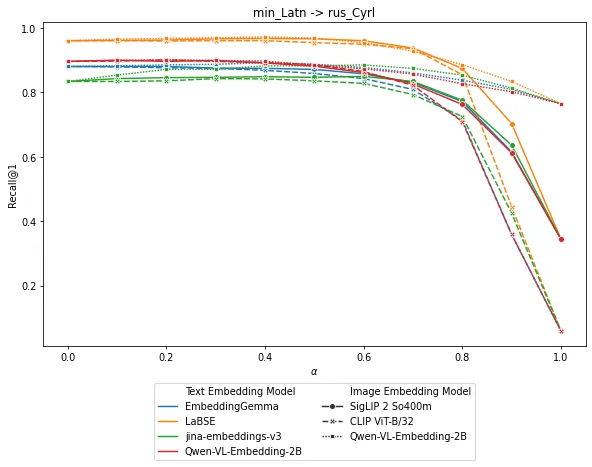 min_Latn -> rus_Cyrl
1.0
0.8
0.6
0.4
0.2
Recall@1
0.0 0.2 0.4 0.6 0.8 1.0
α
Text Embedding Model
EmbeddingGemma
LaBSE
jina-embeddings-v3
Qwen-VL-Embedding-2B
Image Embedding Model
SigLIP 2 So400m
CLIP ViT-B/32
Qwen-VL-Embedding-2B